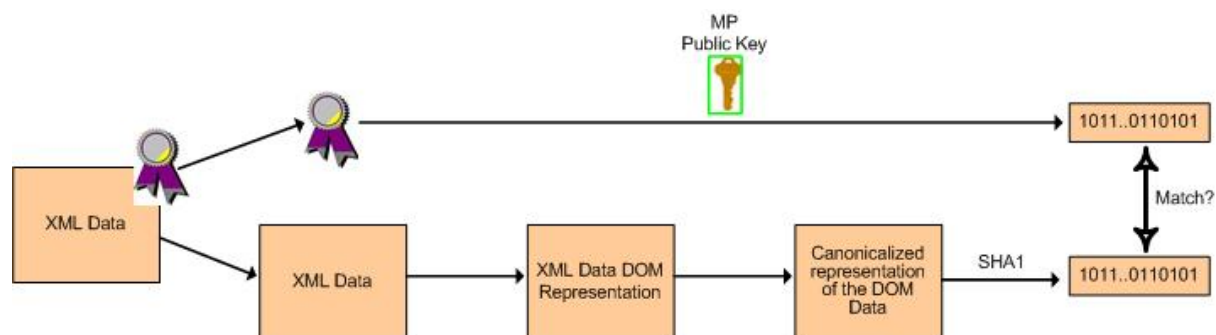 MP
Public Key
1011..0110101
XML Data
Match?
XML Data
XML Data DOM
Representation
Canonicalized
representation
of the DOM
Data
SHA1
1011..0110101